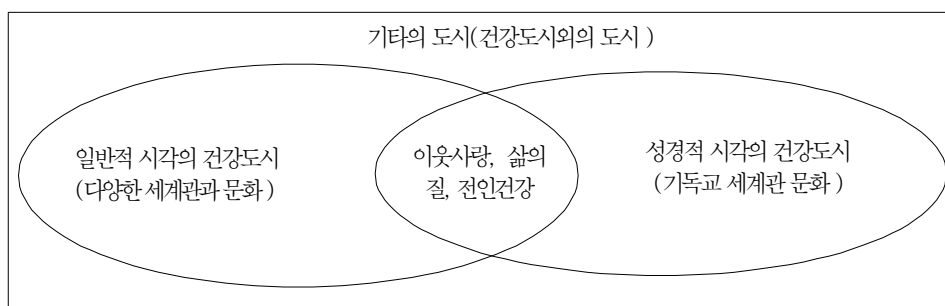 기타의 도시(건강도시외의 도시 )
일반적 시각의 건강도시
(다양한 세계관과 문화 )
이웃사랑, 삶의
질, 전인건강
성경적 시각의 건강도시
(기독교 세계관 문화 )